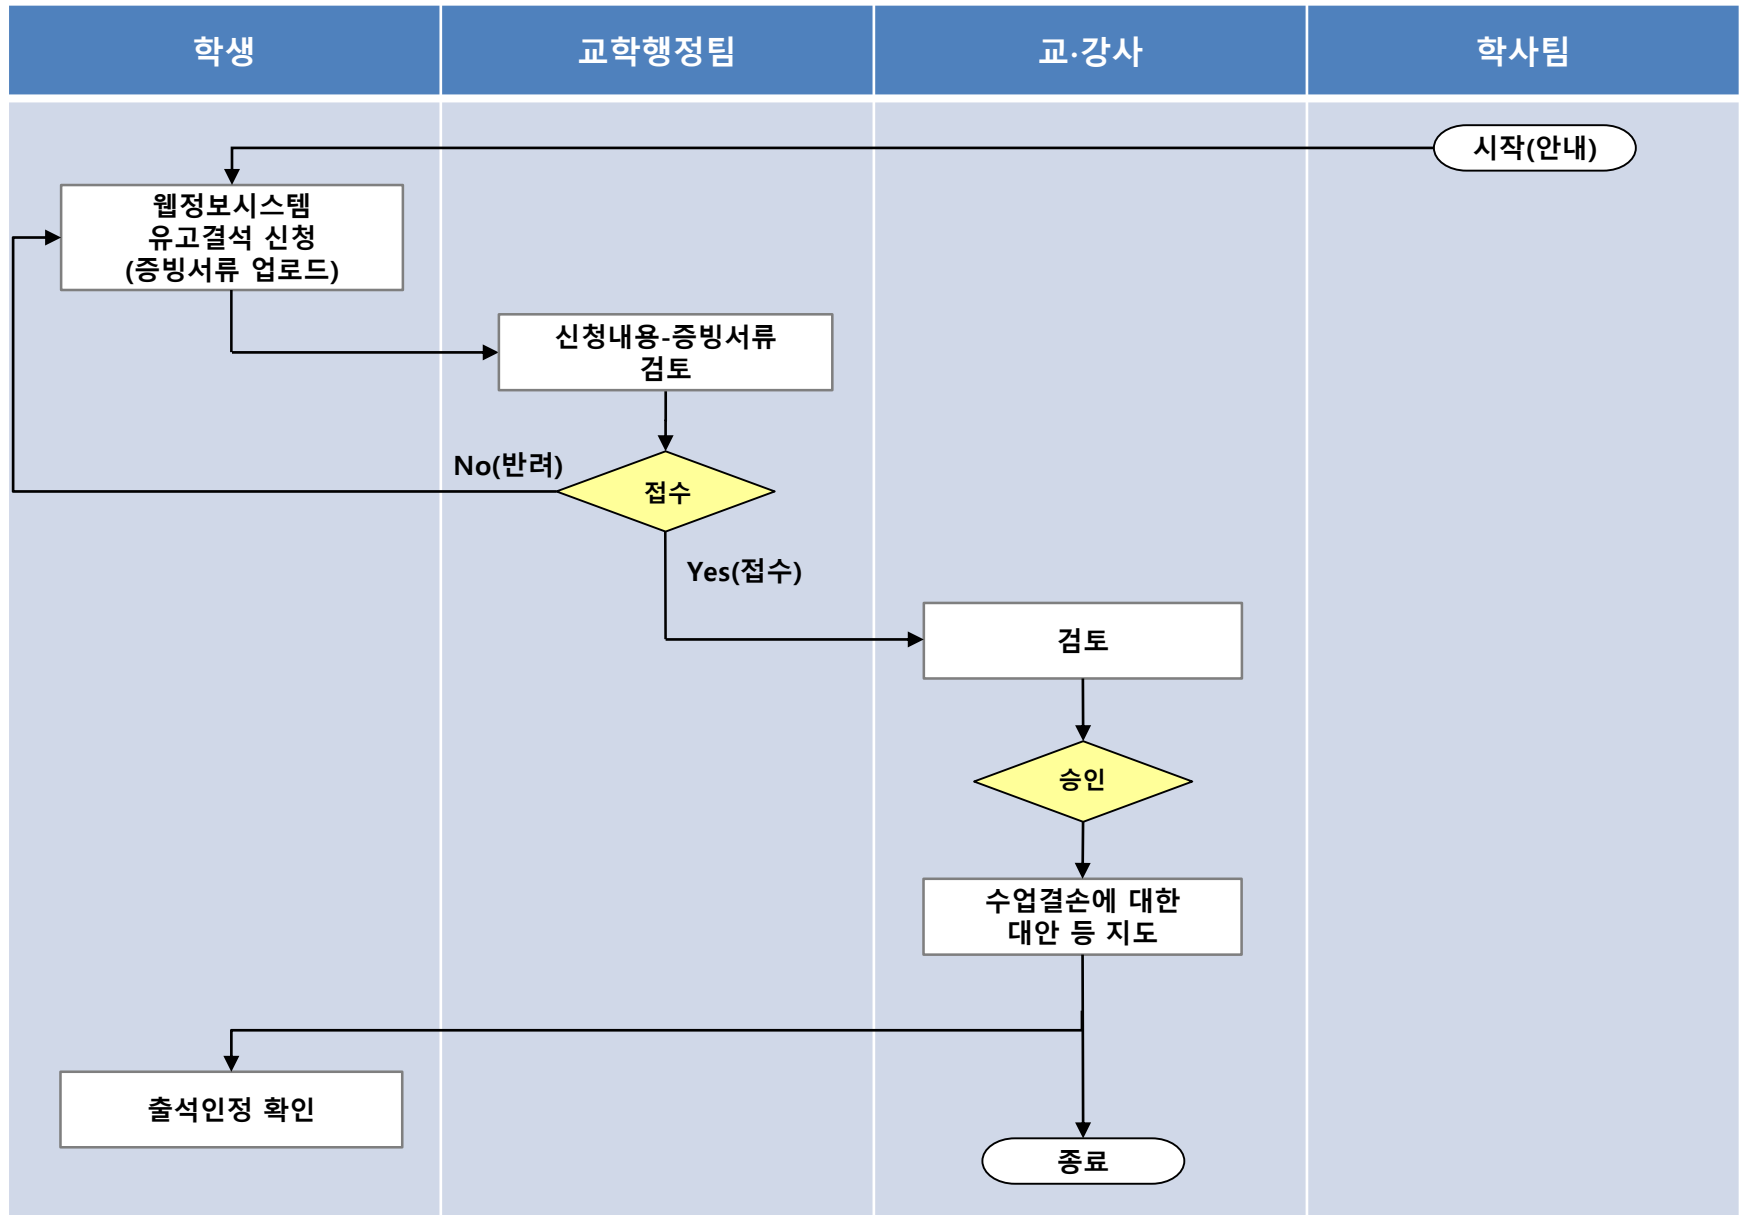 학생
교학행정팀
교·강사
학사팀
시작(안내)
웹정보시스템
유고결석 신청
(증빙서류 업로드)
신청내용-증빙서류
검토
No(반려)
접수
Yes(접수)
검토
승인
수업결손에 대한
대안 등 지도
출석인정 확인
종료